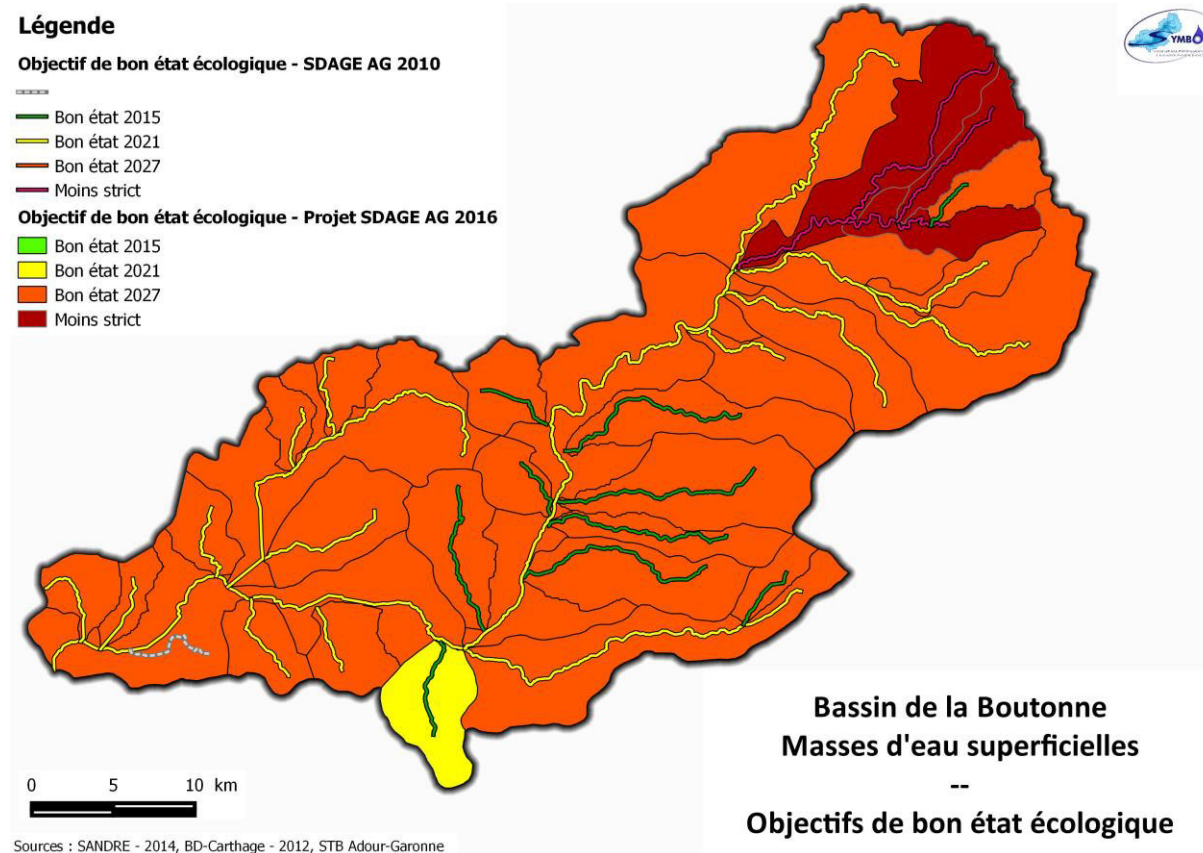 Légende
Objectif de bon état écologique - SDAGE AG 2010
Bon état 2015
Bon état 2021
Bon état 2027
Moins strict
Objectif de bon état écologique - Projet SDAGE AG 2016
Bon état 2015
Bon état 2021
Bon état 2027
Moins strict
SYMBO
Bassin de la Boutonne
Masses d'eau superficielles
--
Objectifs de bon état écologique
0 5 10 km
Sources : SANDRE - 2014, BD-Carthage - 2012, STB Adour-Garonne